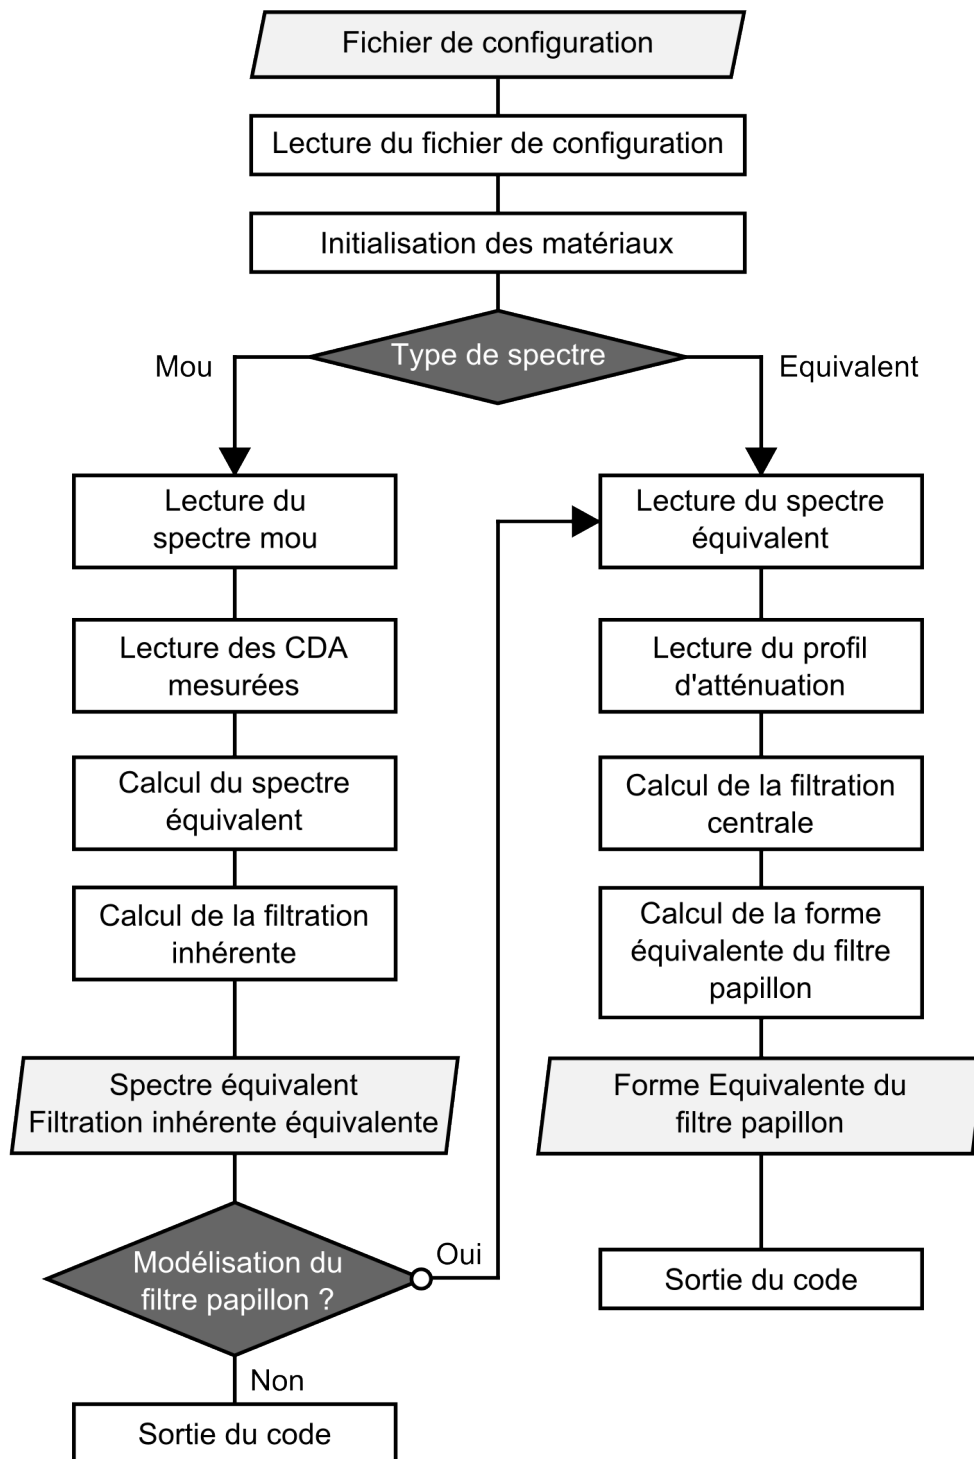 Fichier de configuration
Lecture du fichier de configuration
Initialisation des matériaux
Type de spectre
Mou
Equivalent
Lecture du
spectre mou
Lecture des CDA
mesurées
Calcul du spectre
équivalent
Calcul de la filtration
inhérente
Spectre équivalent
Filtration inhérente équivalente
Modélisation du
filtre papillon ?
Oui
Non
Sortie du code
Lecture du spectre
équivalent
Lecture du profil
d'atténuation
Calcul de la filtration
centrale
Calcul de la forme
équivalente du filtre
papillon
Forme Equivalente du
filtre papillon
Sortie du code